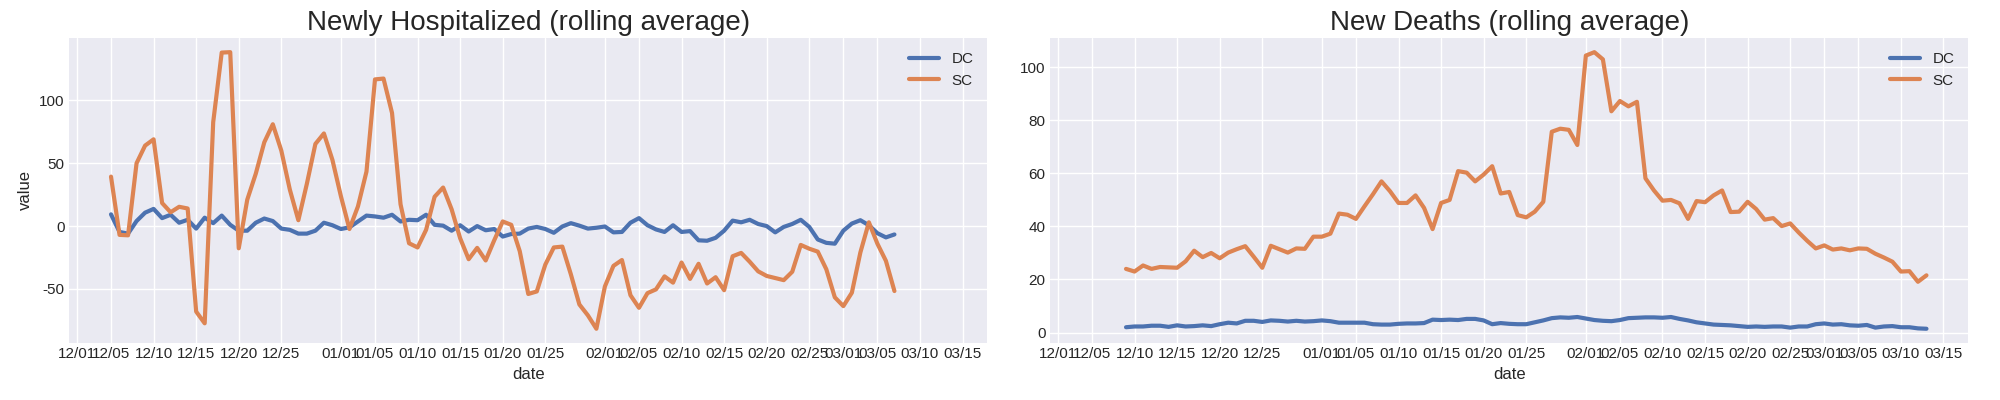 Newly Hospitalized (rolling average)
DC
SC
100
50
0
-50
value
12/01 12/05 12/10 12/15 12/20 12/25 01/01 01/05 01/10 01/15 01/20 01/25 02/01 02/05 02/10 02/15 02/20 02/25 03/01 03/05 03/10 03/15
date
New Deaths (rolling average)
DC
SC
100
80
60
40
20
0
12/01 12/05 12/10 12/15 12/20 12/25 01/01 01/05 01/10 01/15 01/20 01/25 02/01 02/05 02/10 02/15 02/20 02/25 03/01 03/05 03/10 03/15
date